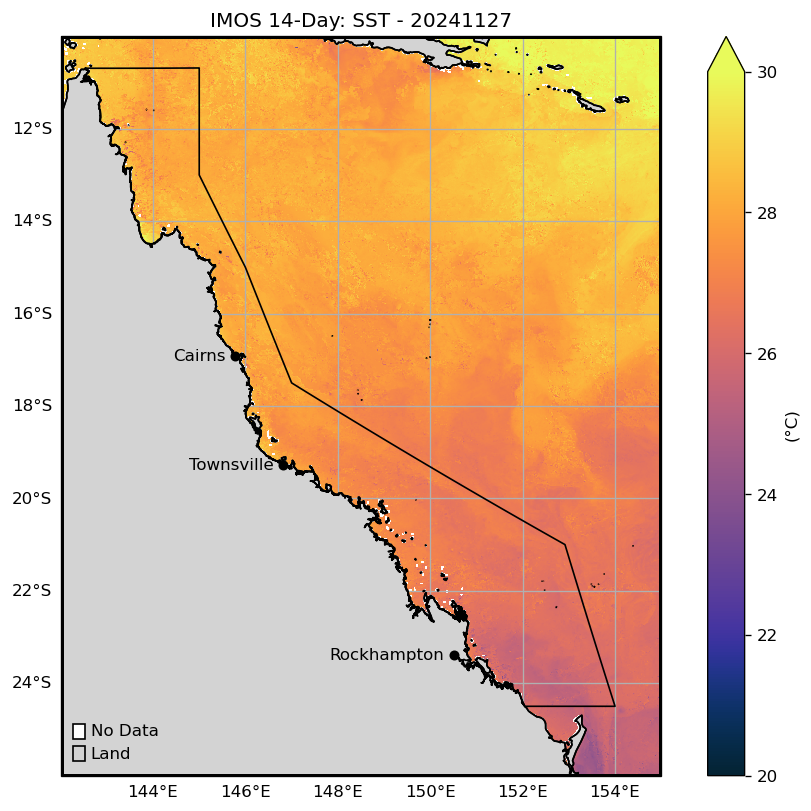 IMOS 14-Day: SST - 20241127
12°S
14°S
16°S
18°S
20°S
22°S
24°S
Cairns
Townsville
Rockhampton
No Data
Land
144°E 146°E 148°E 150°E 152°E 154°E
30
28
26
24
22
20
(°C)